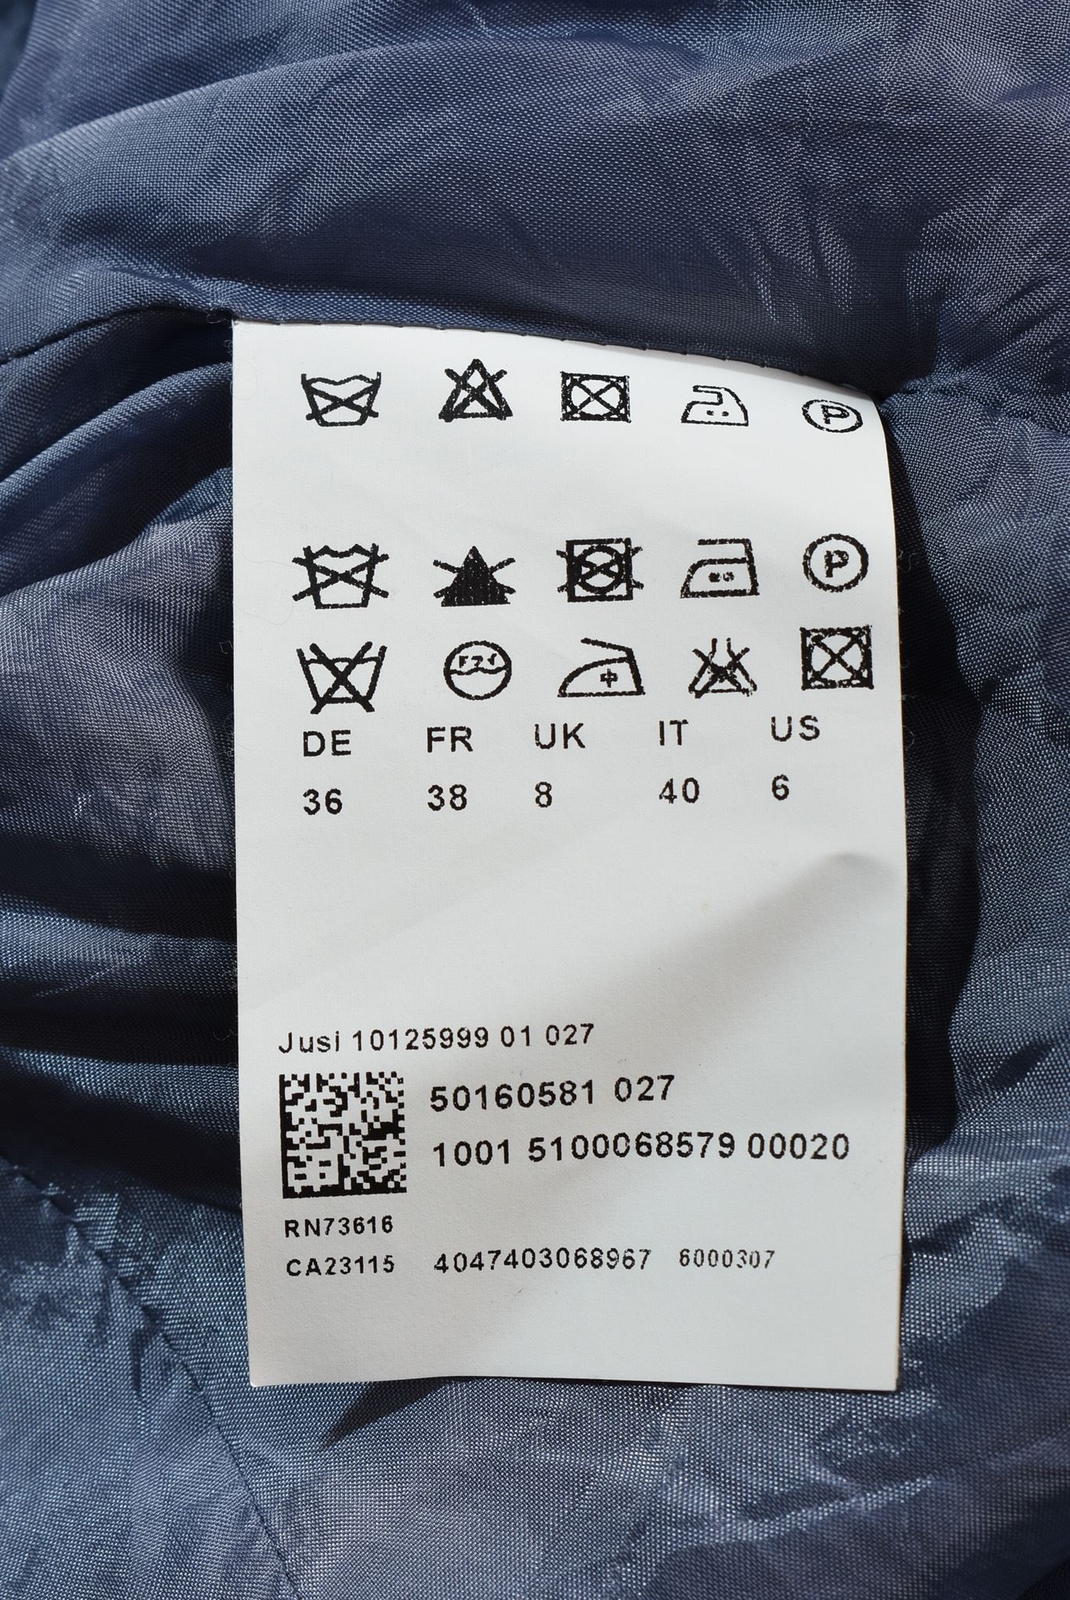 P
P
中
DE FR UK IT US
36 38 8 40 6
Jusi 10125999 01 027
50160581 027
1001 5100068579 00020
RN73616
CA23115 4047403068967 6000307